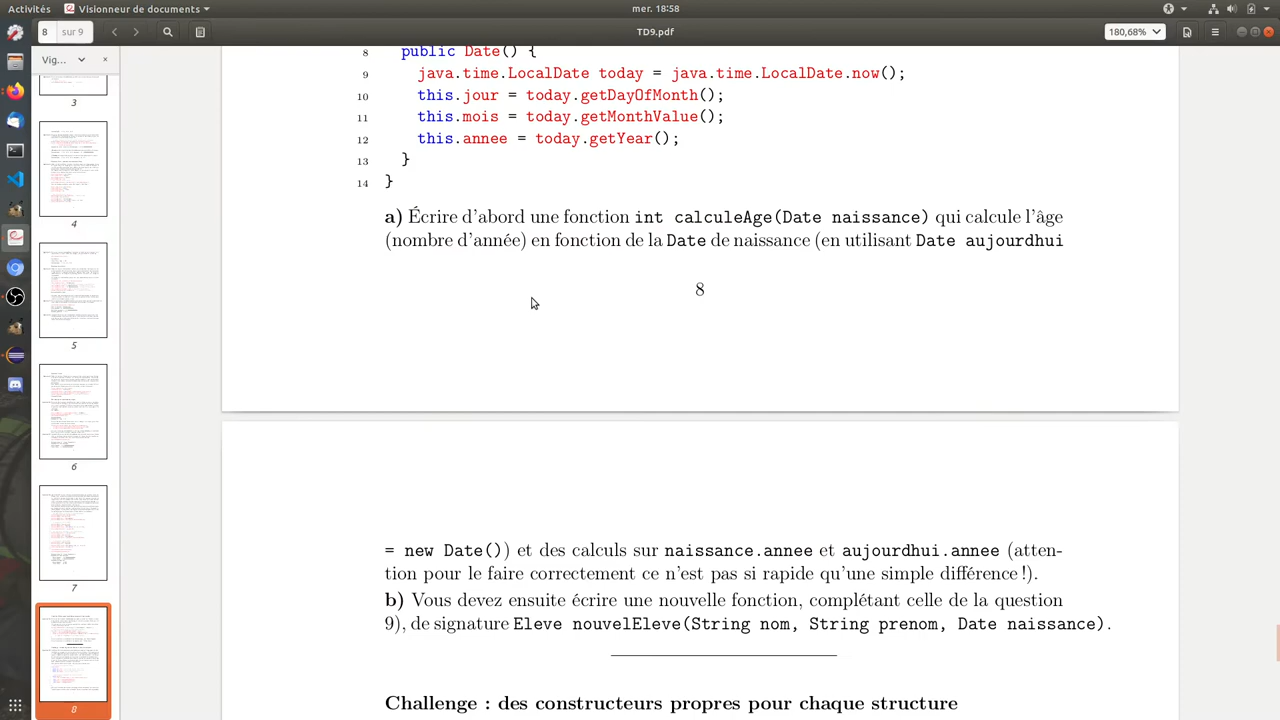 Activités
Visionneur de documents
mer. 18:58
8
sur 9
TD9.pdf
180,68%
Vig...
3
4
5
6
7
8
8 public Date() {
9 java.time.LocalDate today = java.time.LocalDate.now();
10 this.jour = today.getDayOfMonth();
11 this.mois = today.getMonthValue();
12 this.annee = today.getYear();
13 }
14 }
a) Écrire d'abord une fonction int calculeAge(Date naissance) qui calcule l'âge
(nombre d'année) en fonction de la Date de naissance (en utilisant Date aujourdhui
8
= new Date() et des calculs sur naissance.annee et aujourdhui.annee (atten-
tion pour le faire correctement ce n'est pas si rapide qu'une simple différence !).
b) Vous devez ensuite écrire une nouvelle fonction complétant celle de la question
9), de signature Eleve nouvelEleve(String nom, String prenom, Date naissance).
Challenge : des constructeurs propres pour chaque structure